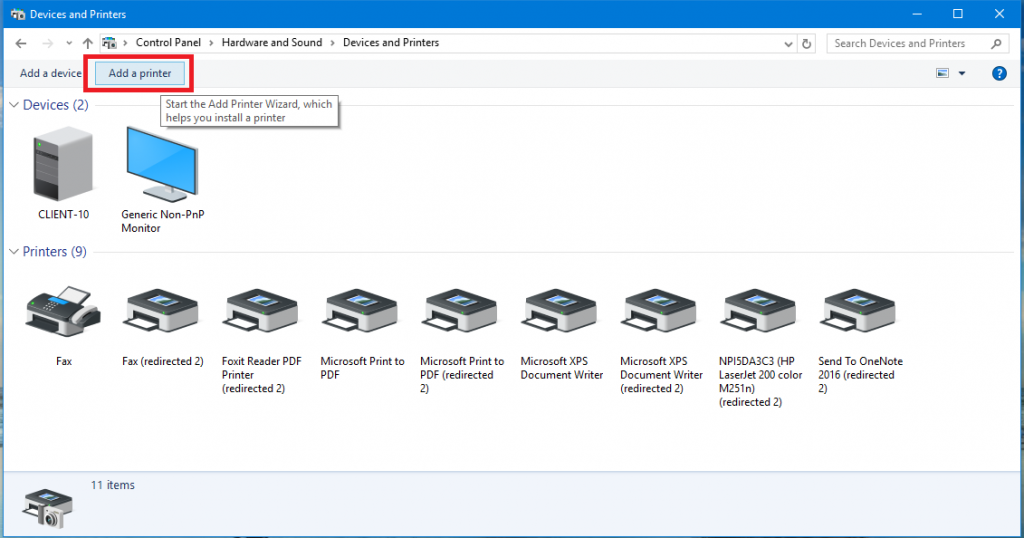 Devices and Printers
Control Panel > Hardware and Sound > Devices and Printers
Search Devices and Printers
Add a device
Add a printer
?
Start the Add Printer Wizard, which
helps you install a printer
Devices (2)
CLIENT-10
Generic Non-PnP
Monitor
Printers (9)
Fax
Fax (redirected 2)
Foxit Reader PDF
Printer
(redirected 2)
Microsoft Print to
PDF
Microsoft Print to
PDF (redirected
2)
Microsoft XPS
Document Writer
Microsoft XPS
Document Writer
(redirected 2)
NPI5DA3C3 (HP
LaserJet 200 color
M251n)
(redirected 2)
Send To OneNote
2016 (redirected
2)
11 items